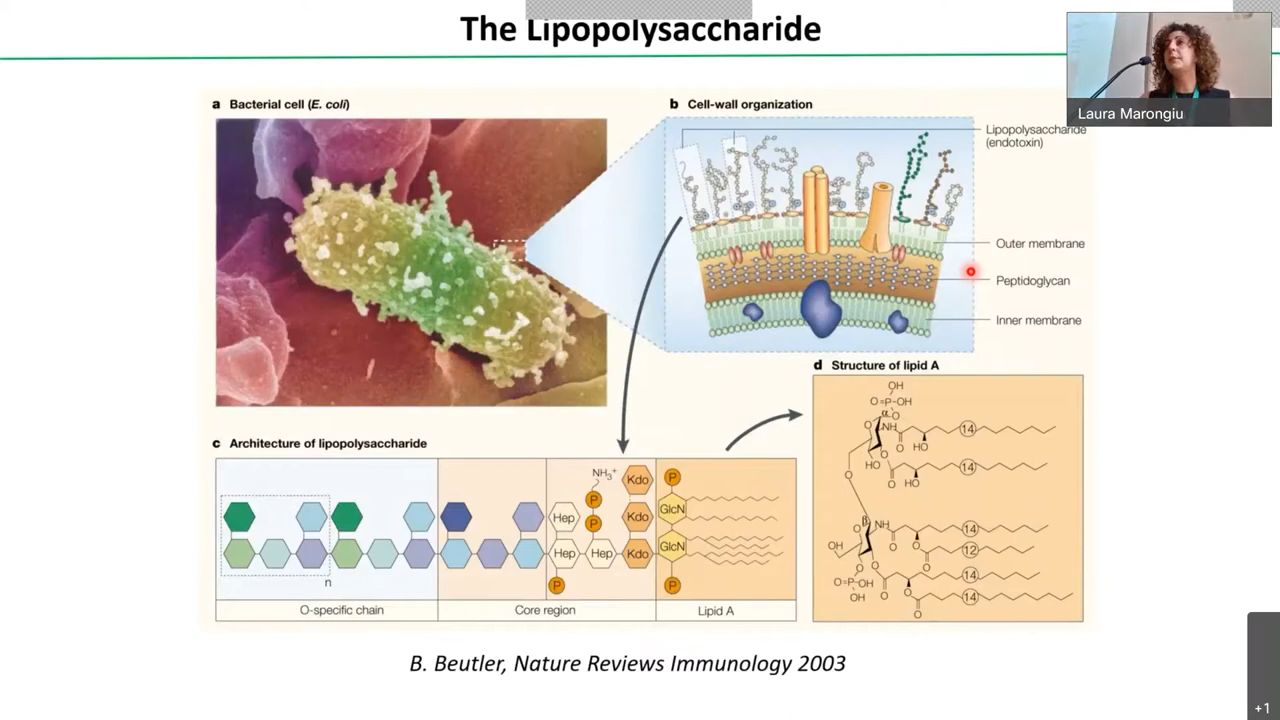 The Lipopolysaccharide
Laura Marongiu
a Bacterial cell (E. coli)
b Cell-wall organization
Lipopolysaccharide
(endotoxin)
Outer membrane
Peptidoglycan
Inner membrane
c Architecture of lipopolysaccharide
NH3+
P
P
Hep
Hep
Hep
P
Kdo
Kdo
Kdo
P
GlcN
GlcN
P
n
O-specific chain
Core region
Lipid A
d Structure of lipid A
OH
O=P-OH
α
O
O
NH
O
HO
14
HO
O
O
HO
14
O
β
O
NH
14
OH
HO
O
O
12
O
O
O=P-OH
OH
O
O
O
14
14
O
B. Beutler, Nature Reviews Immunology 2003
+1